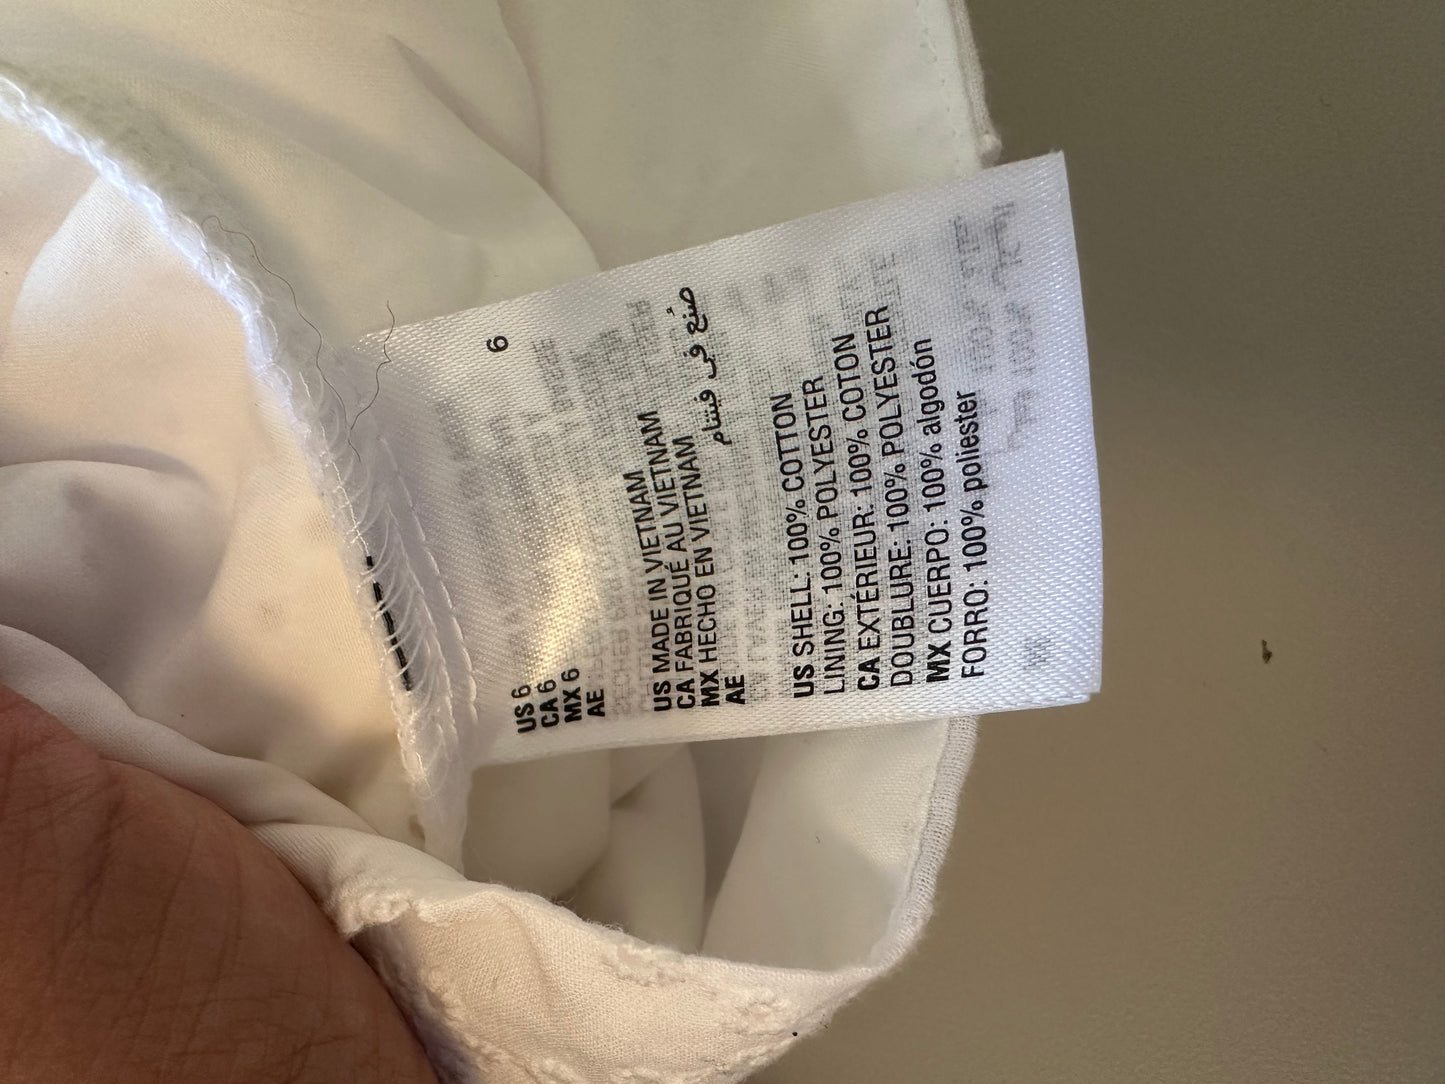 US 6
CA 6
MX 6
AE 6
US MADE IN VIETNAM
CA FABRIQUÉ AU VIETNAM
MX HECHO EN VIETNAM
AE صُنع في فيتنام
US SHELL: 100% COTTON
LINING: 100% POLYESTER
CA EXTÉRIEUR: 100% COTON
DOUBLURE: 100% POLYESTER
MX CUERPO: 100% algodón
FORRO: 100% poliester